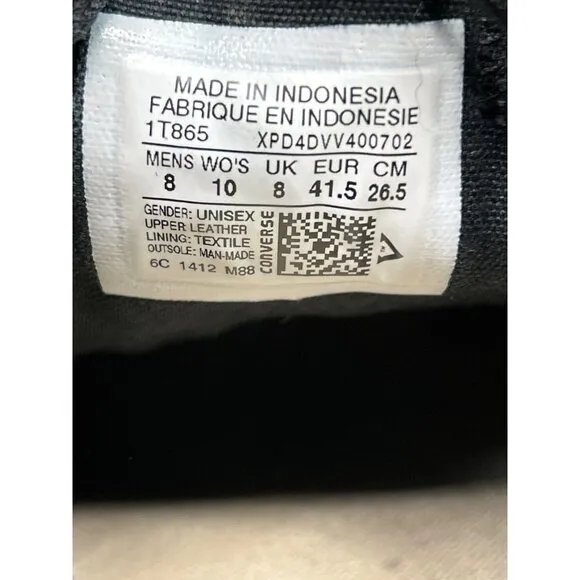 MADE IN INDONESIA
FABRIQUE EN INDONESIE
1T865 XPD4DVV400702
MENS WO'S UK EUR CM
8 10 8 41.5 26.5
GENDER: UNISEX
UPPER LEATHER
LINING: TEXTILE
OUTSOLE: MAN-MADE
6C 1412 M88
CONVERSE